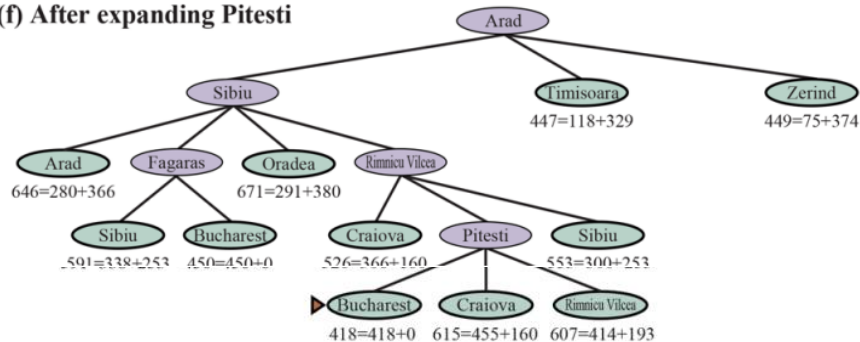 (f) After expanding Pitesti
Arad
Sibiu
Timisoara
Zerind
447=118+329
449=75+374
Arad
Fagaras
Oradea
Rimnicu Vilcea
646=280+366
671=291+380
Sibiu
Bucharest
Craiova
Pitesti
Sibiu
591=338+253
450=450+0
526=366+160
553=300+253
Bucharest
Craiova
Rimnicu Vilcea
418=418+0
615=455+160
607=414+193